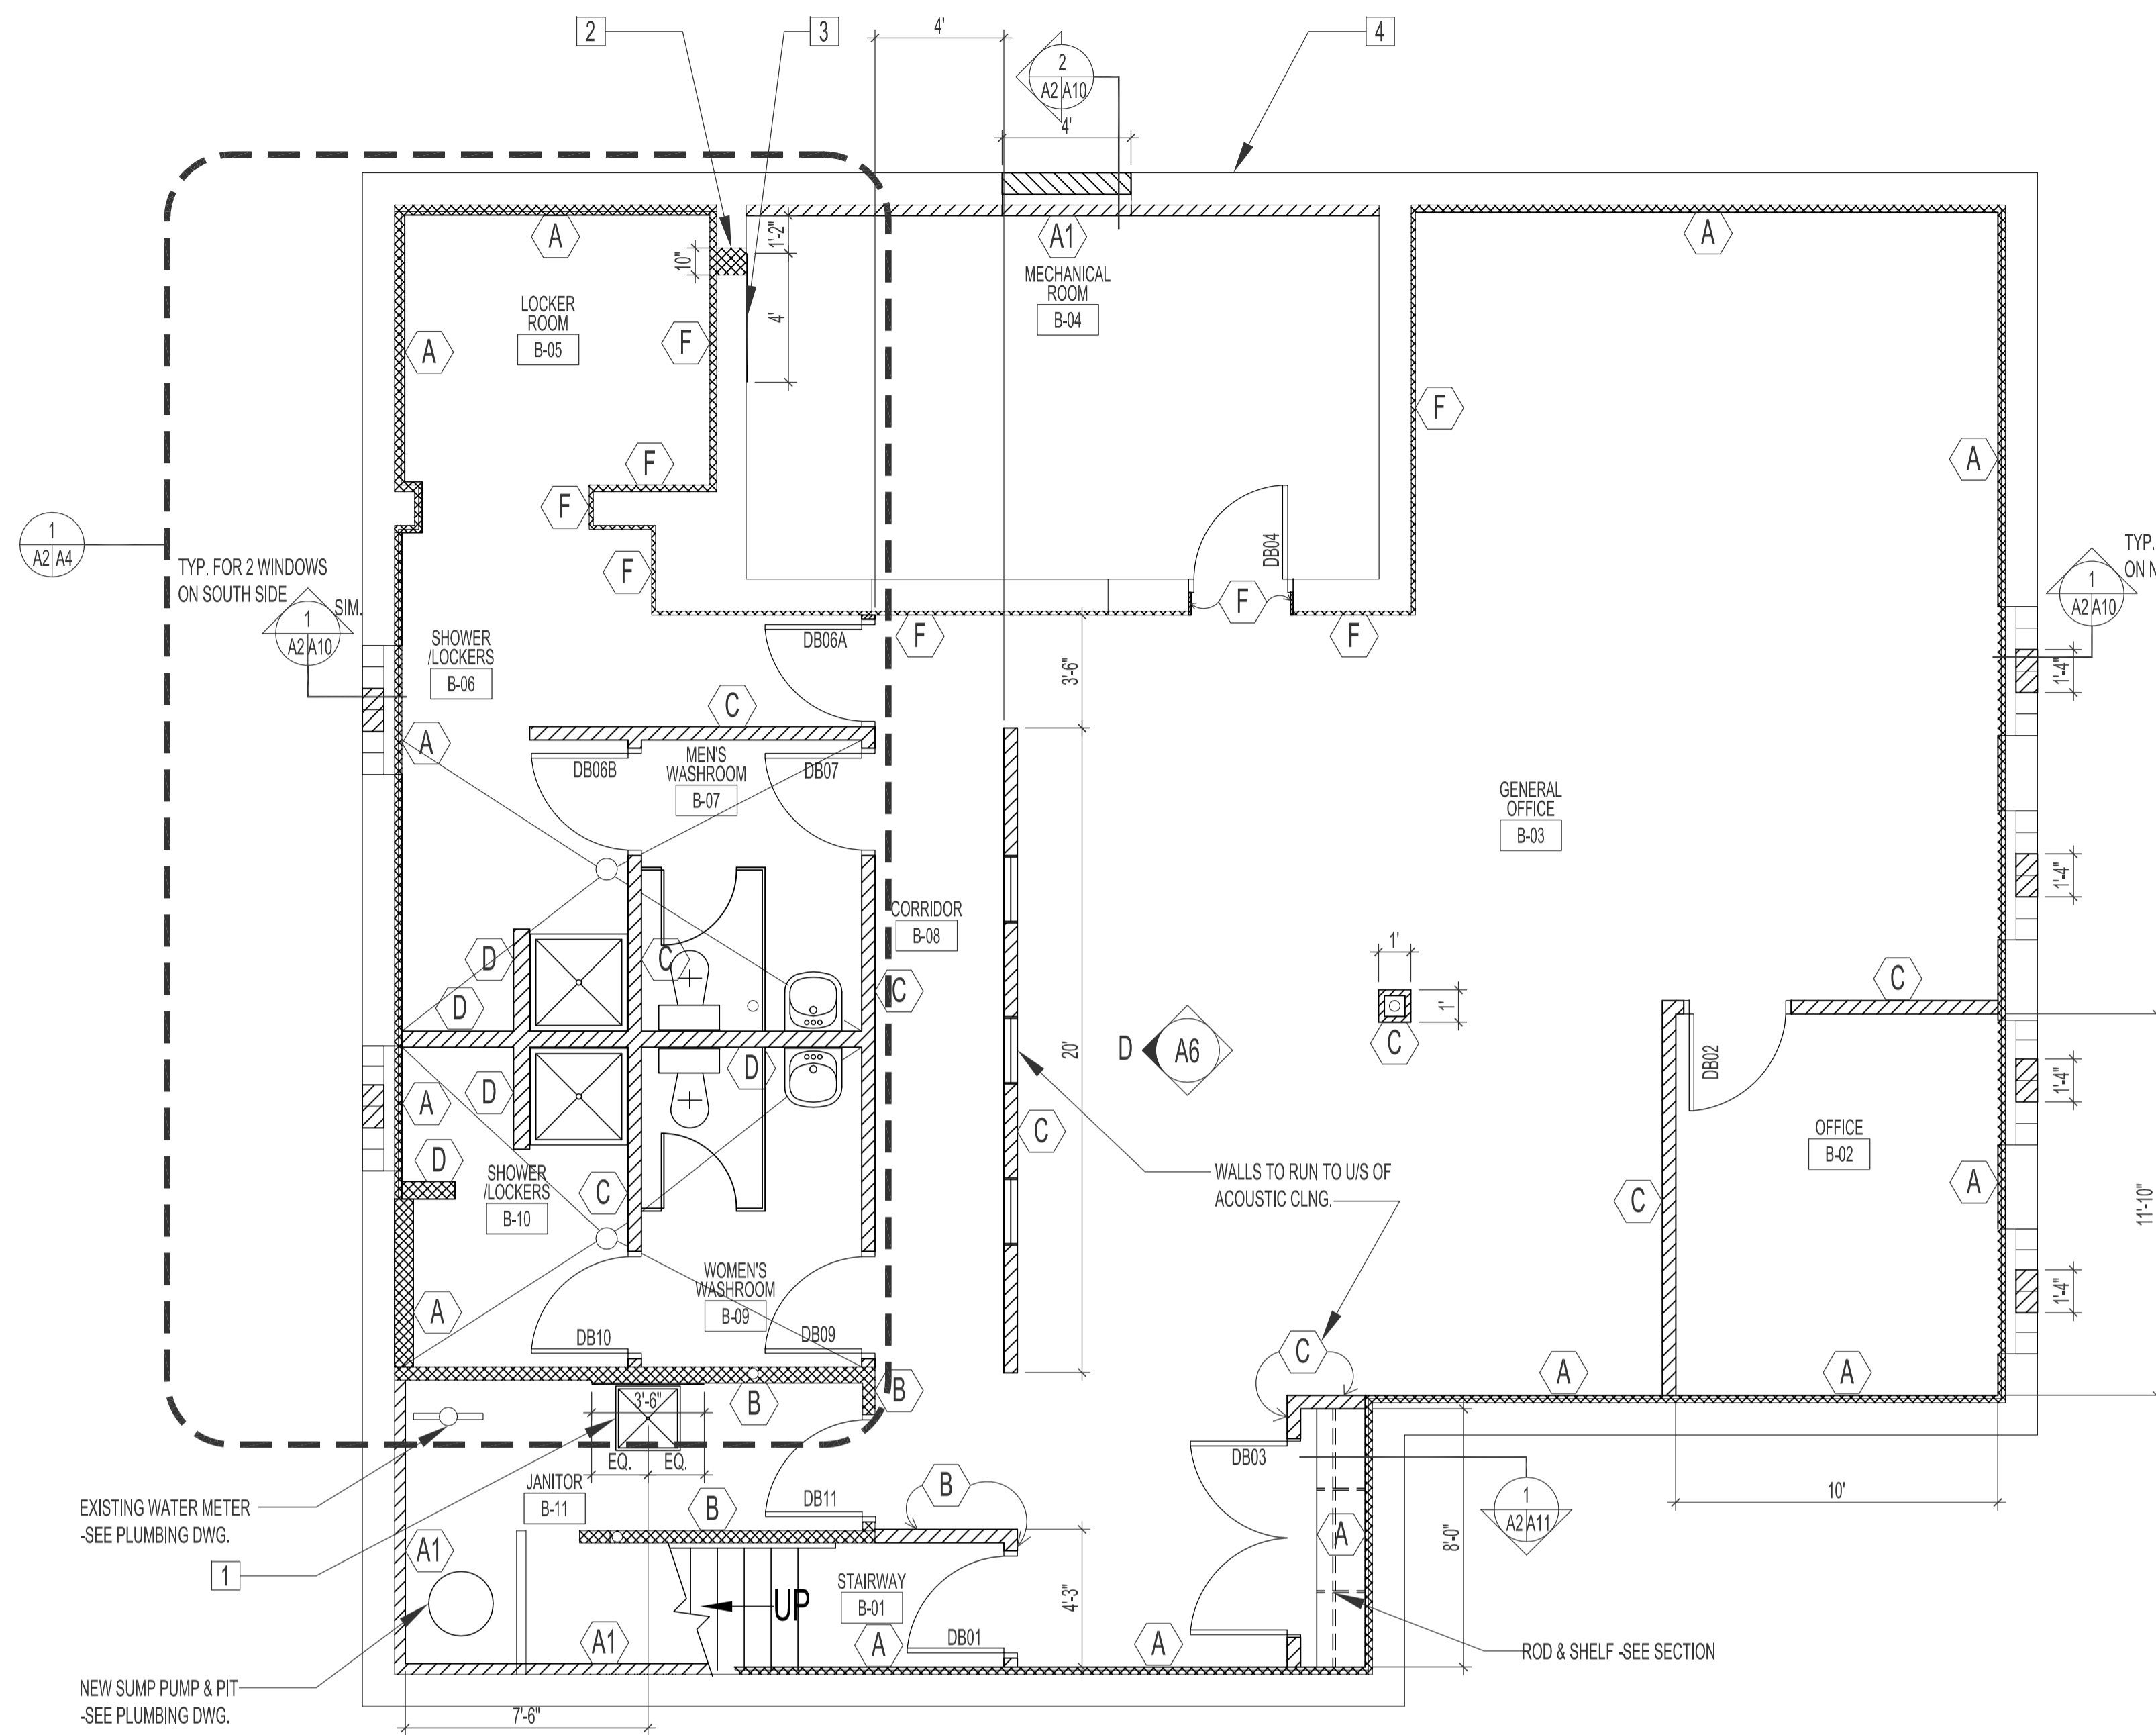 2
3
4'
4
2
A2 A10
4'
A
1'-2"
A1
A
10"
MECHANICAL
ROOM
B-04
LOCKER
ROOM
B-05
4'
A
F
F
F
A
F
1
A2 A4
TYP. FOR 2 WINDOWS
ON SOUTH SIDE
F
DB04
TYP.
ON N
1
A2 A10
SIM.
1
A2 A10
F
F
F
DB06A
SHOWER
/LOCKERS
B-06
3'-6"
1'-4"
C
A
MEN'S
WASHROOM
B-07
DB06B
DB07
GENERAL
OFFICE
B-03
1'-4"
CORRIDOR
B-08
D
C
1'
C
C
D
1'
C
D
A6
20'
DB02
D
D
A
1'-4"
C
OFFICE
B-02
D
SHOWER
/LOCKERS
B-10
C
WALLS TO RUN TO U/S OF
ACOUSTIC CLNG.
C
A
11'-10"
WOMEN'S
WASHROOM
B-09
1'-4"
A
DB10
DB09
C
A
A
B
B
3'-6"
EQ.
EQ.
DB03
JANITOR
B-11
DB11
B
B
10'
EXISTING WATER METER
-SEE PLUMBING DWG.
1
A2 A11
A
8'-0"
A1
1
STAIRWAY
B-01
UP
4'-3"
A1
A
DB01
A
ROD & SHELF -SEE SECTION
NEW SUMP PUMP & PIT
-SEE PLUMBING DWG.
7'-6"